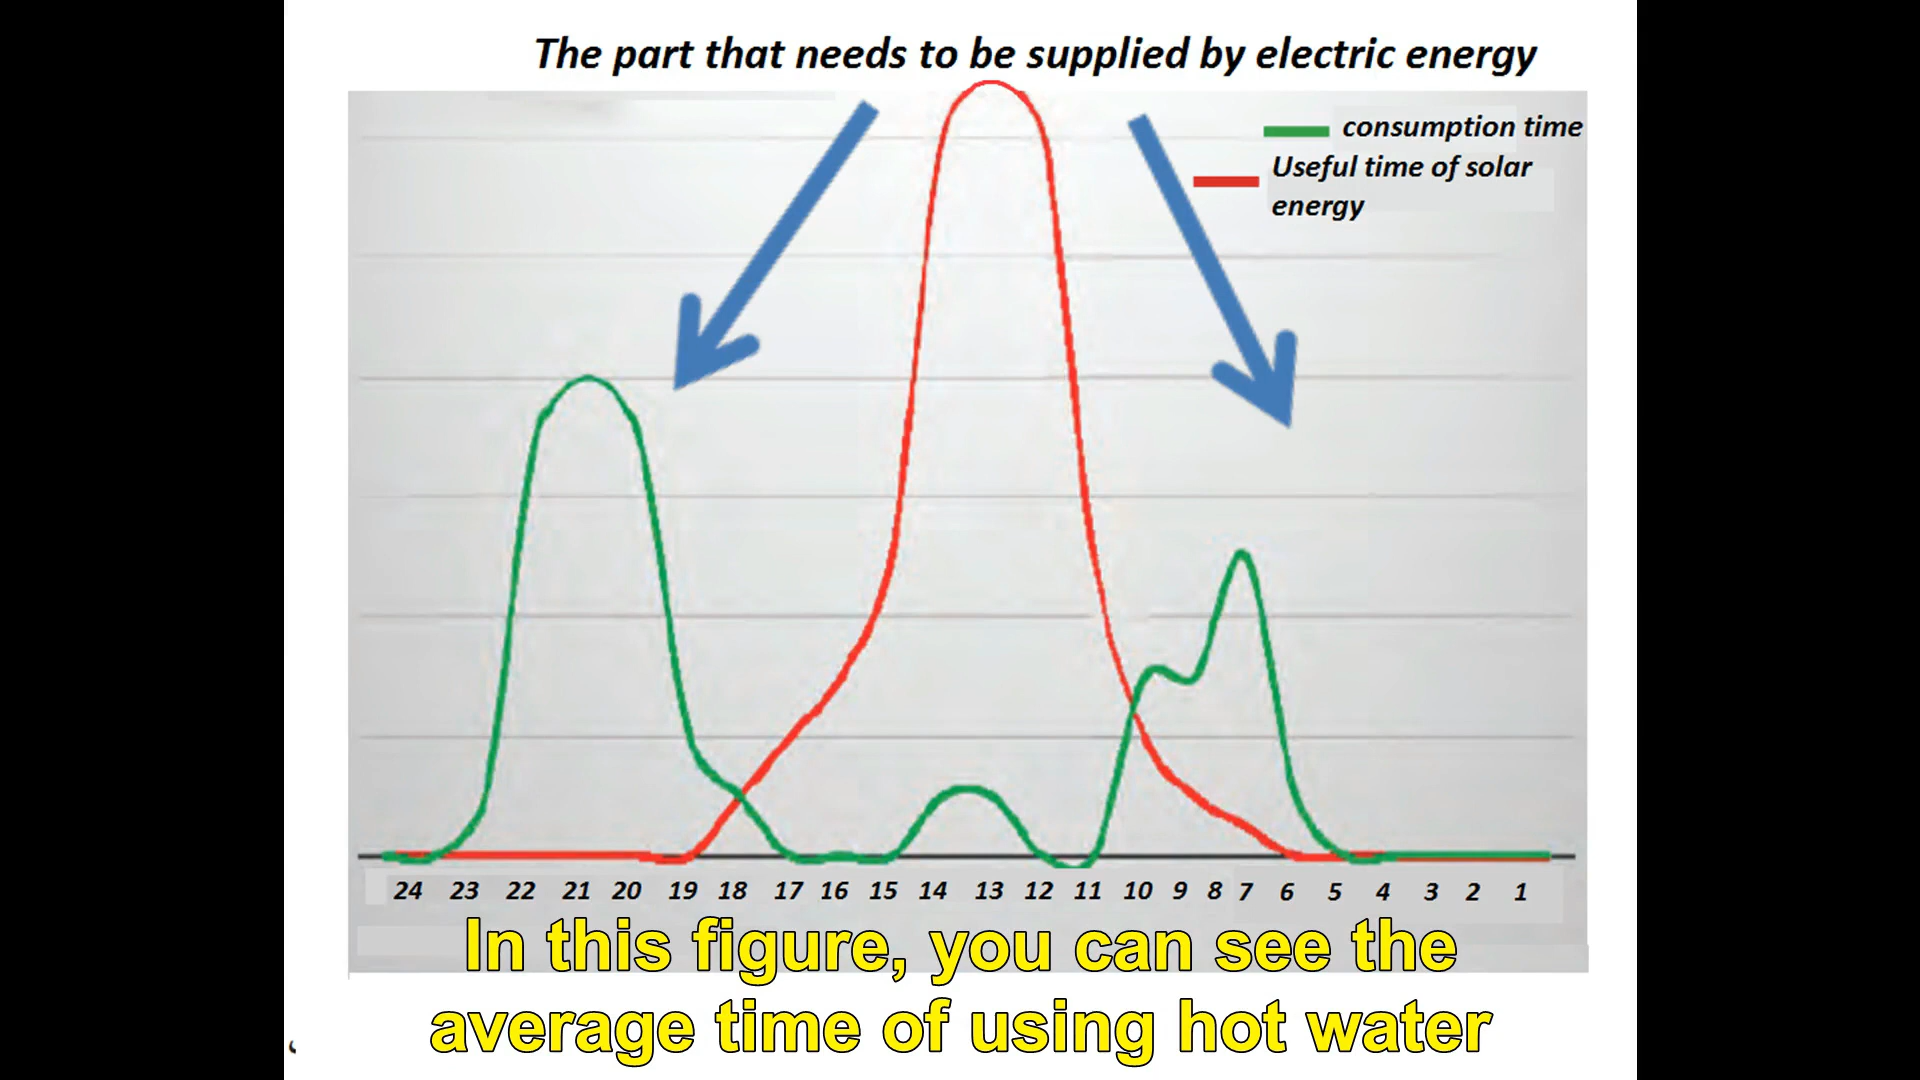 The part that needs to be supplied by electric energy
consumption time
Useful time of solar
energy
24 23 22 21 20 19 18 17 16 15 14 13 12 11 10 9 8 7 6 5 4 3 2 1
In this figure, you can see the
average time of using hot water